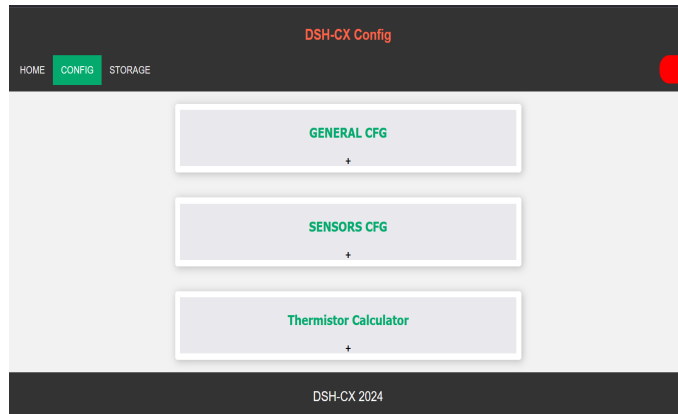 DSH-CX Config
HOME CONFIG STORAGE
GENERAL CFG
+
SENSORS CFG
+
Thermistor Calculator
+
DSH-CX 2024